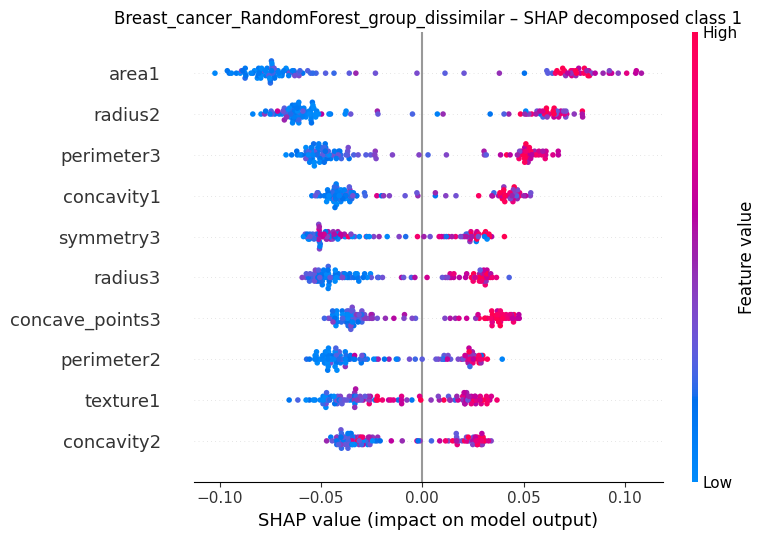 Breast_cancer_RandomForest_group_dissimilar – SHAP decomposed class 1
High
area1
radius2
perimeter3
concavity1
symmetry3
radius3
concave_points3
perimeter2
texture1
concavity2
Feature value
Low
−0.10 −0.05 0.00 0.05 0.10
SHAP value (impact on model output)